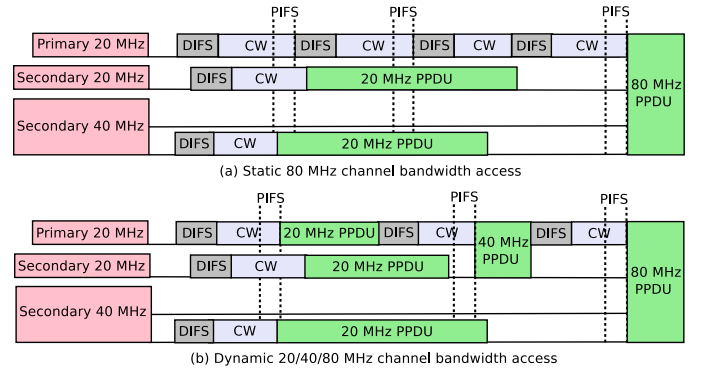 PIFS PIFS PIFS
Primary 20 MHz DIFS CW DIFS CW DIFS CW DIFS CW
Secondary 20 MHz DIFS CW 20 MHz PPDU
80 MHz
PPDU
Secondary 40 MHz
DIFS CW 20 MHz PPDU
(a) Static 80 MHz channel bandwidth access
PIFS PIFS PIFS
Primary 20 MHz DIFS CW 20 MHz PPDU DIFS CW DIFS CW
40 MHz
PPDU
Secondary 20 MHz DIFS CW 20 MHz PPDU
80 MHz
PPDU
Secondary 40 MHz
DIFS CW 20 MHz PPDU
(b) Dynamic 20/40/80 MHz channel bandwidth access